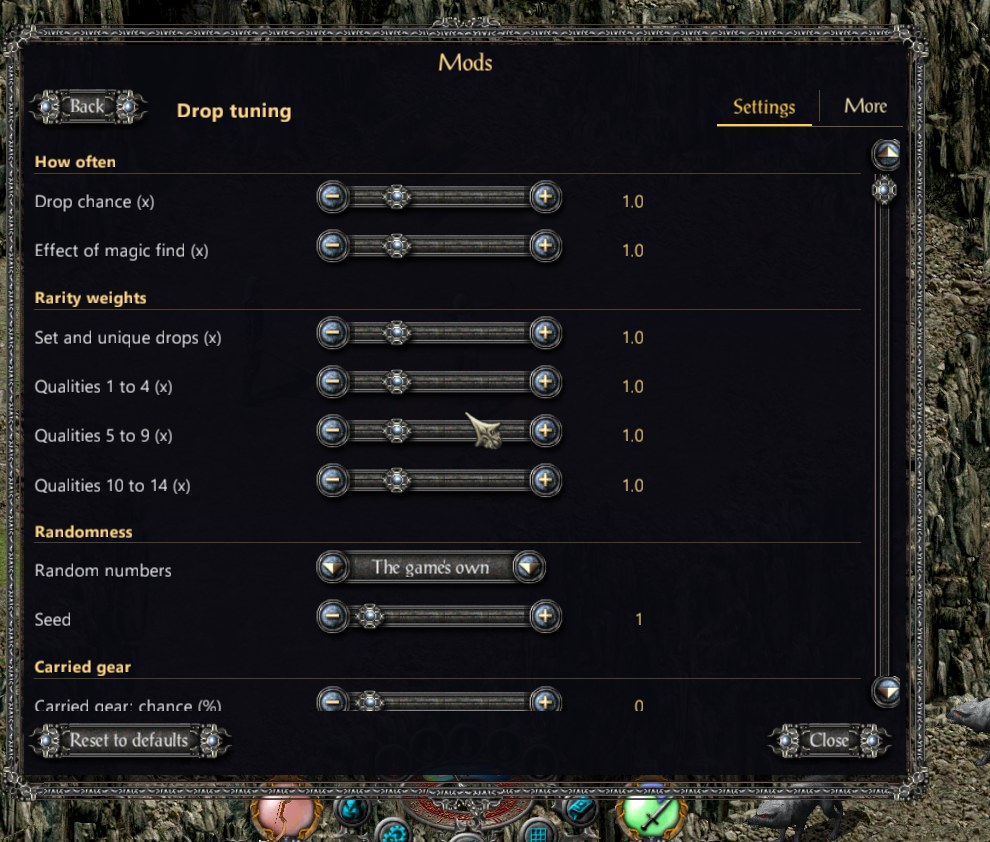 Mods
Back
Drop tuning
Settings
More
How often
Drop chance (x)
1.0
Effect of magic find (x)
1.0
Rarity weights
Set and unique drops (x)
1.0
Qualities 1 to 4 (x)
1.0
Qualities 5 to 9 (x)
1.0
Qualities 10 to 14 (x)
1.0
Randomness
Random numbers
The game's own
Seed
1
Carried gear
Carried gear: chance (%)
0
Reset to defaults
Close